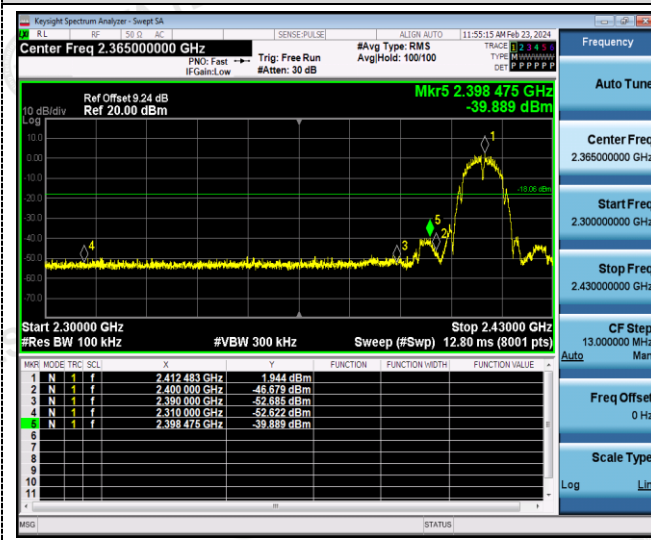 Keysight Spectrum Analyzer - Swept SA
RL RF 50 Ω AC SENSE:PULSE ALIGN AUTO 11:55:15 AM Feb 23, 2024
Center Freq 2.365000000 GHz
PNO: Fast
IFGain:Low
Trig: Free Run
#Atten: 30 dB
#Avg Type: RMS
Avg|Hold: 100/100
TRACE 1 2 3 4 5 6
TYPE M W W W W W
DET P P P P P P
Frequency
Auto Tune
Center Freq
2.365000000 GHz
Start Freq
2.300000000 GHz
Stop Freq
2.430000000 GHz
CF Step
13.000000 MHz
Auto Man
Freq Offset
0 Hz
Scale Type
Log Lin
Mkr5 2.398 475 GHz
-39.889 dBm
Ref Offset 9.24 dB
10 dB/div Ref 20.00 dBm
Log
10.0
0.00
-10.0
-20.0
-30.0
-40.0
-50.0
-60.0
-70.0
-18.06 dBm
1
5
2
3
4
Start 2.30000 GHz Stop 2.43000 GHz
#Res BW 100 kHz #VBW 300 kHz Sweep (#Swp) 12.80 ms (8001 pts)
MKR MODE TRC SCL X Y FUNCTION FUNCTION WIDTH FUNCTION VALUE
1 N 1 f 2.412 483 GHz 1.944 dBm
2 N 1 f 2.400 000 GHz -46.679 dBm
3 N 1 f 2.390 000 GHz -52.685 dBm
4 N 1 f 2.310 000 GHz -52.622 dBm
5 N 1 f 2.398 475 GHz -39.889 dBm
6
7
8
9
10
11
MSG STATUS